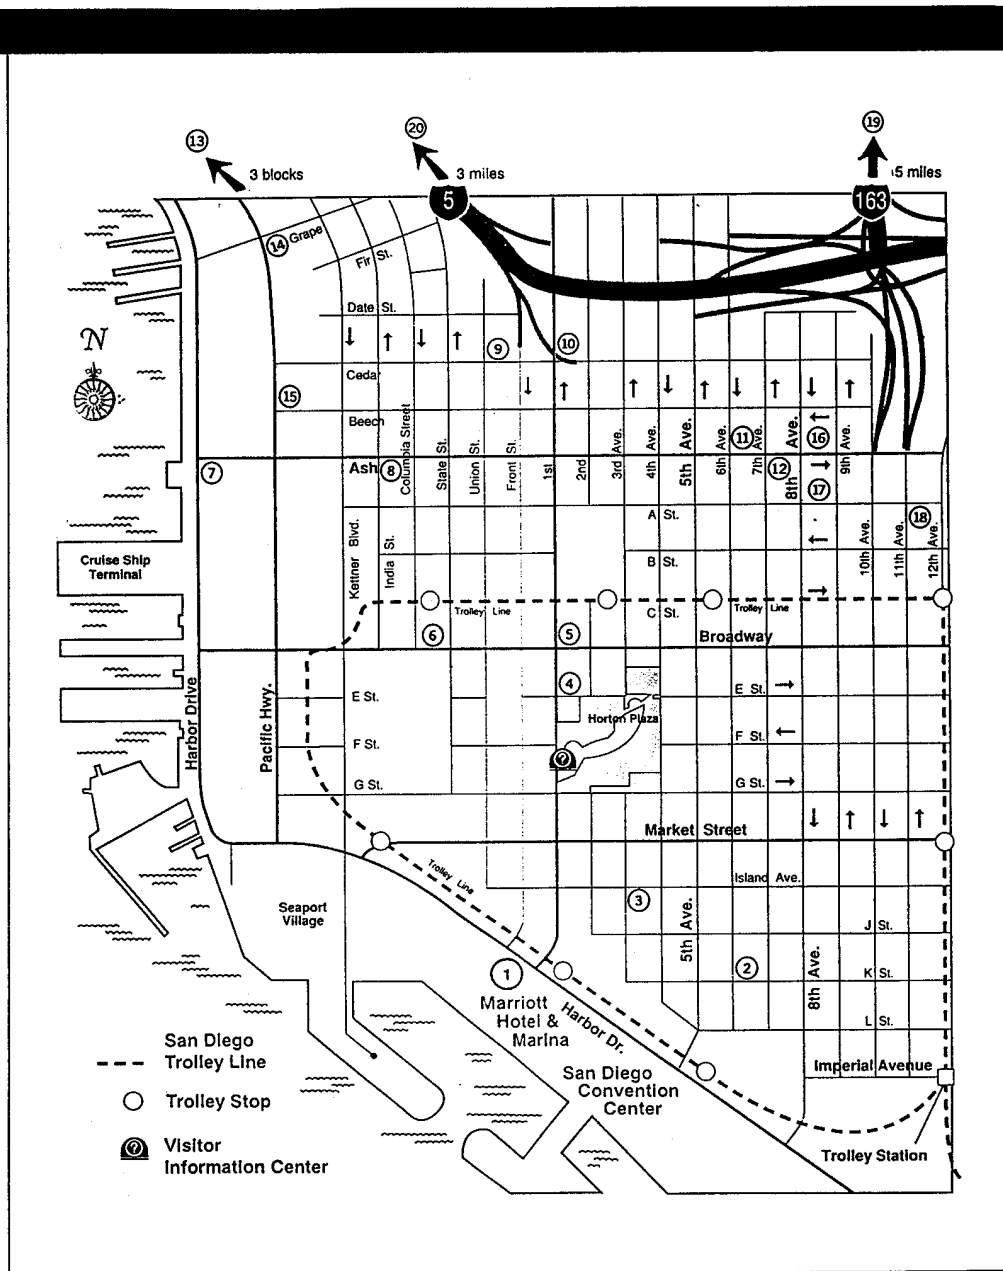 13
20
19
3 blocks
3 miles
5 miles
5
163
14 Grape
Fir St.
Date St.
N
9
10
Cedar
15
Beech
Columbia Street
State St.
Union St.
Front St.
1st
2nd
3rd Ave.
4th Ave.
5th Ave.
6th Ave.
11
7th Ave.
8th Ave.
16
9th Ave.
7
Ash
8
12
17
A St.
18
Kettner Blvd.
India St.
B St.
10th Ave.
11th Ave.
12th Ave.
Cruise Ship
Terminal
Trolley Line
C St.
Trolley Line
6
5
Broadway
4
E St.
E St.
Harbor Drive
Pacific Hwy.
Horton Plaza
F St.
F St.
?
G St.
G St.
Market Street
Trolley Line
Island Ave.
3
Seaport
Village
5th Ave.
J St.
2
8th Ave.
K St.
1
Marriott
Hotel &
Marina
Harbor Dr.
L St.
San Diego
Trolley Line
Imperial Avenue
San Diego
Convention
Center
Trolley Stop
? Visitor
Information Center
Trolley Station